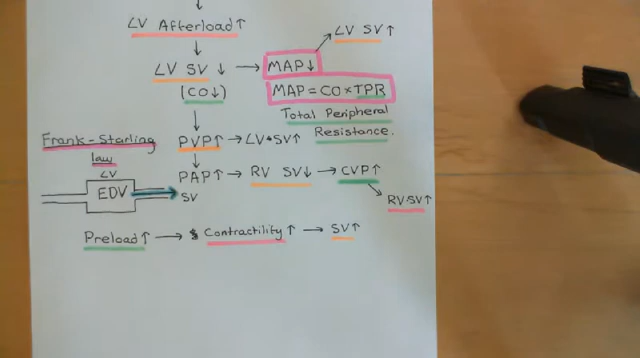 LV Afterload ↑
LV SV ↑
LV SV ↓ → MAP ↓
(CO↓)
MAP = CO × TPR
Total Peripheral
Resistance.
Frank-Starling
law
PVP↑ → LV•SV↑
PAP↑ → RV SV↓ → CVP↑
LV
EDV
SV
RV•SV↑
Preload↑ → Contractility ↑ → SV↑